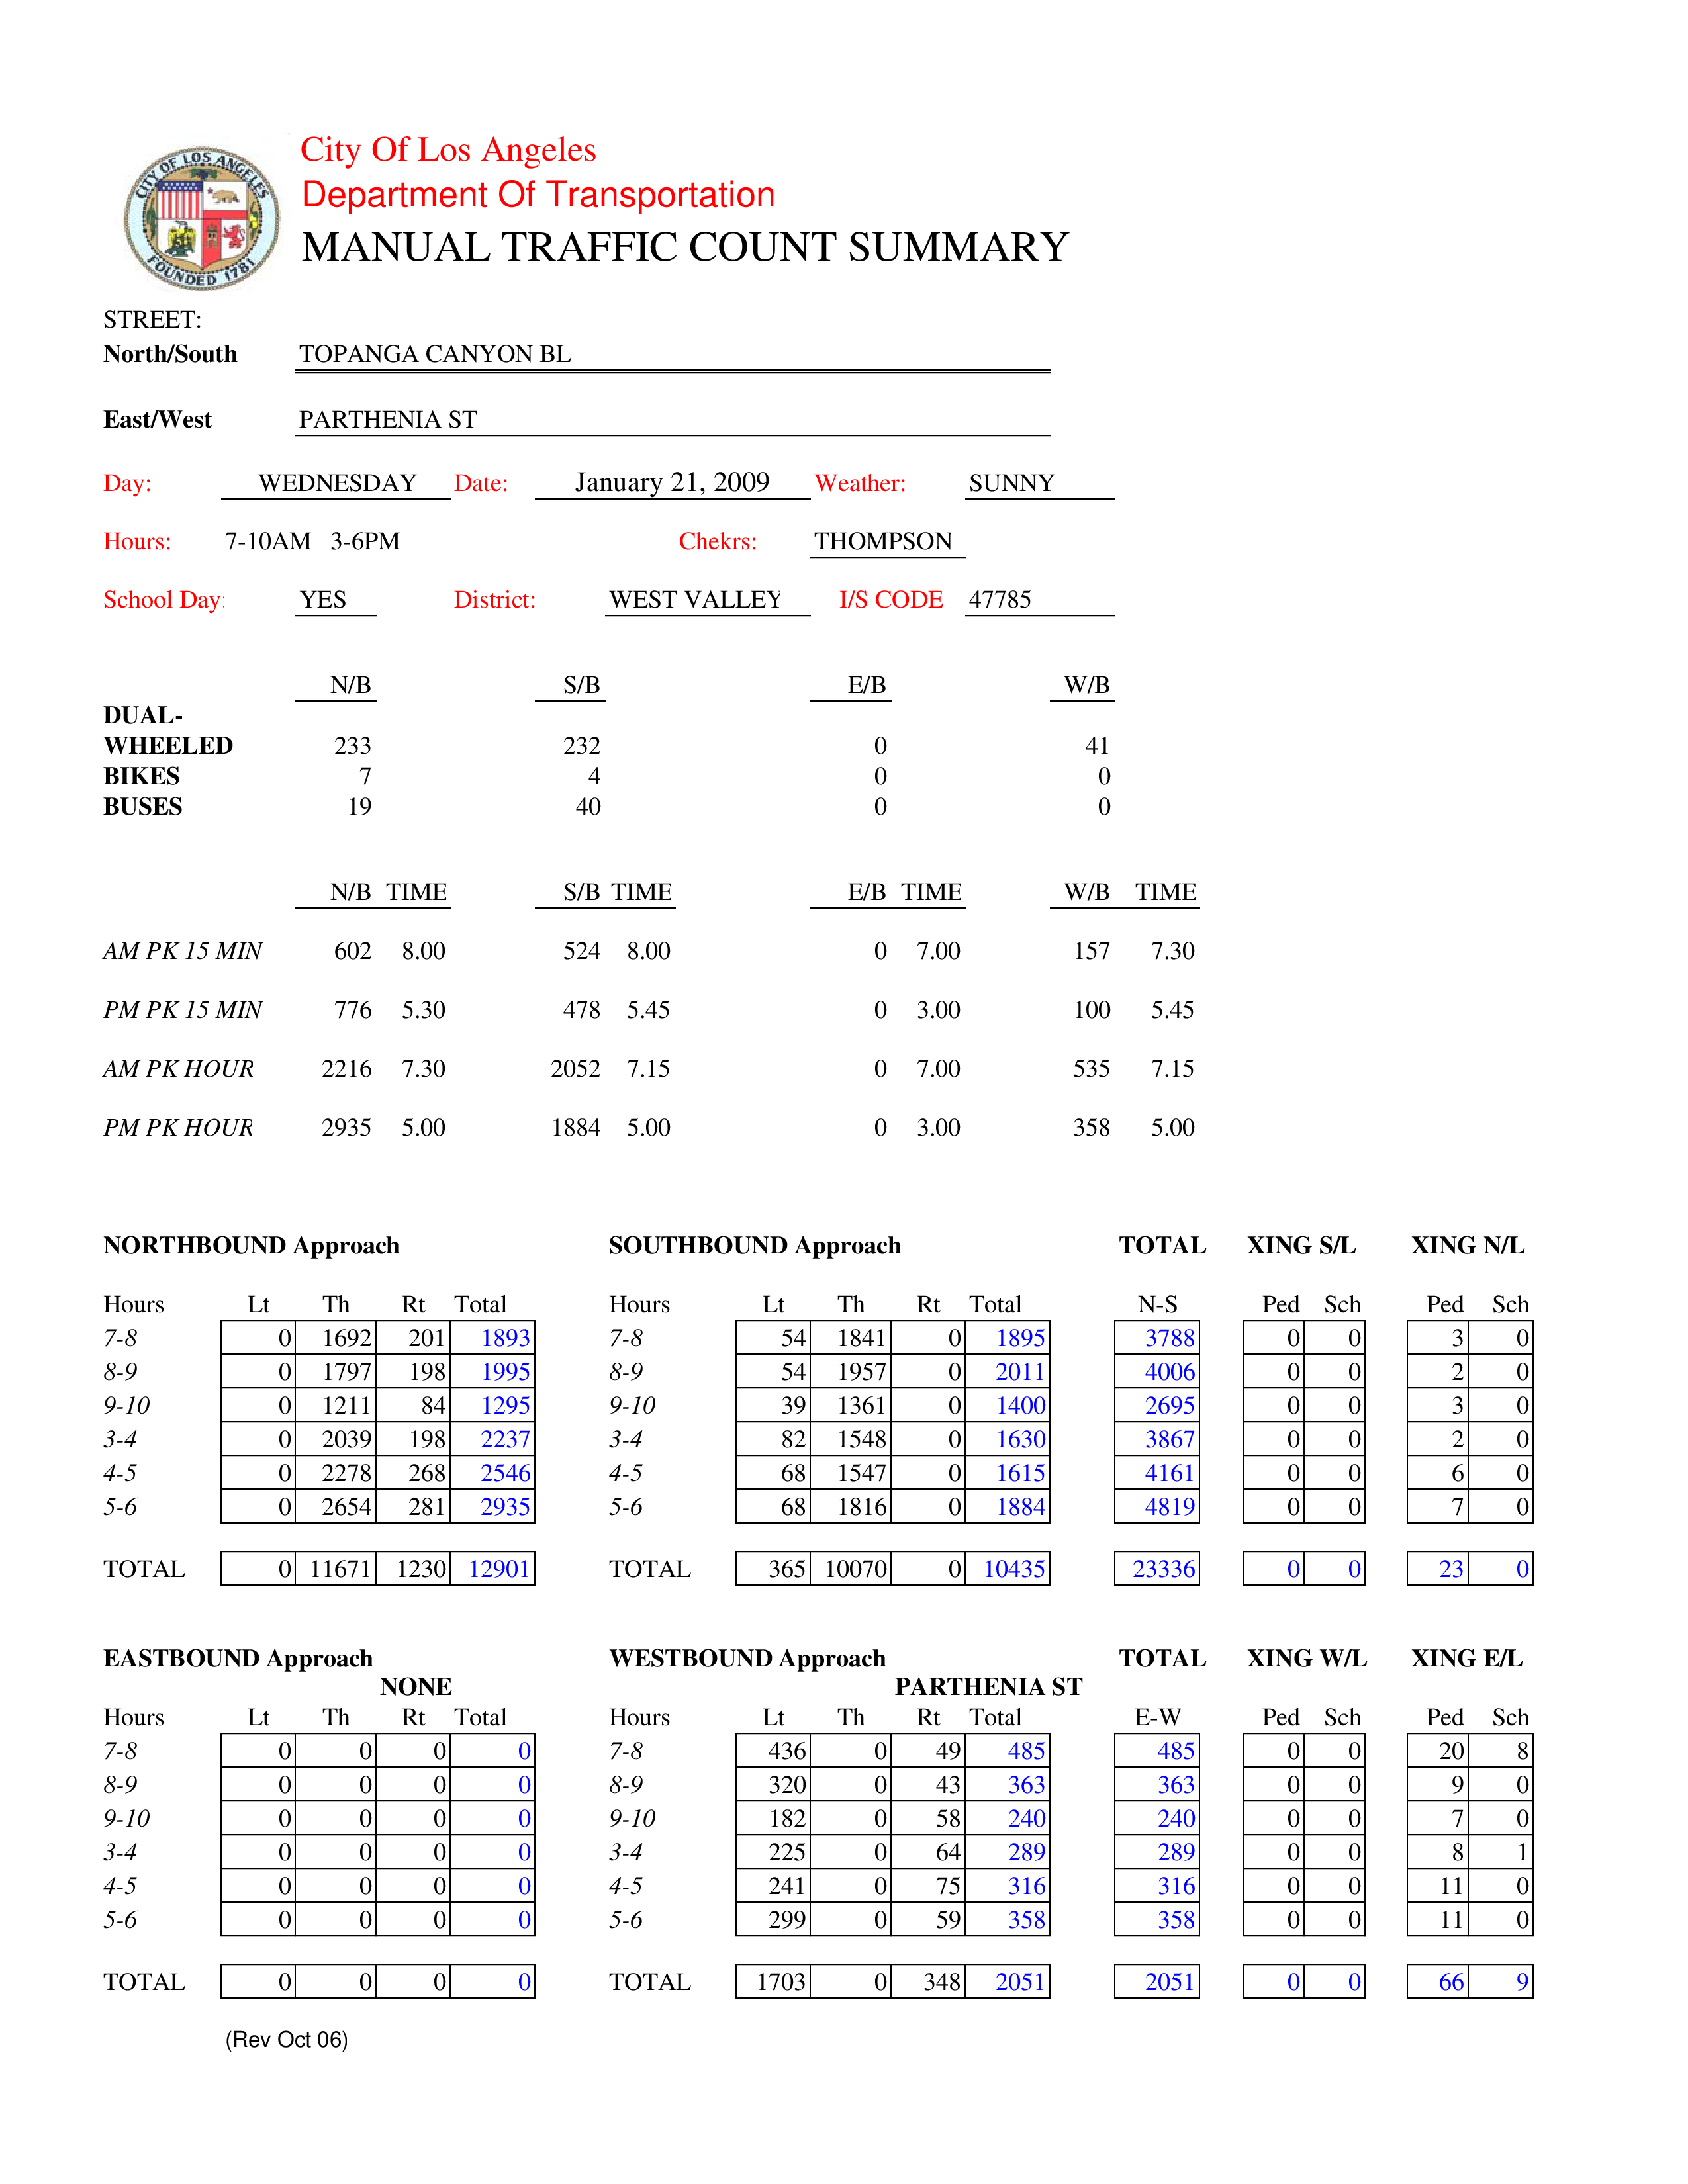 CITY OF LOS ANGELES
FOUNDED 1781
City Of Los Angeles
Department Of Transportation
MANUAL TRAFFIC COUNT SUMMARY
STREET:
North/South TOPANGA CANYON BL
East/West PARTHENIA ST
Day: WEDNESDAY Date: January 21, 2009 Weather: SUNNY
Hours: 7-10AM 3-6PM Chekrs: THOMPSON
School Day: YES District: WEST VALLEY I/S CODE 47785
N/B S/B E/B W/B
DUAL-
WHEELED 233 232 0 41
BIKES 7 4 0 0
BUSES 19 40 0 0
N/B TIME S/B TIME E/B TIME W/B TIME
AM PK 15 MIN 602 8.00 524 8.00 0 7.00 157 7.30
PM PK 15 MIN 776 5.30 478 5.45 0 3.00 100 5.45
AM PK HOUR 2216 7.30 2052 7.15 0 7.00 535 7.15
PM PK HOUR 2935 5.00 1884 5.00 0 3.00 358 5.00
NORTHBOUND Approach SOUTHBOUND Approach TOTAL XING S/L XING N/L
Hours Lt Th Rt Total Hours Lt Th Rt Total N-S Ped Sch Ped Sch
7-8 0 1692 201 1893 7-8 54 1841 0 1895 3788 0 0 3 0
8-9 0 1797 198 1995 8-9 54 1957 0 2011 4006 0 0 2 0
9-10 0 1211 84 1295 9-10 39 1361 0 1400 2695 0 0 3 0
3-4 0 2039 198 2237 3-4 82 1548 0 1630 3867 0 0 2 0
4-5 0 2278 268 2546 4-5 68 1547 0 1615 4161 0 0 6 0
5-6 0 2654 281 2935 5-6 68 1816 0 1884 4819 0 0 7 0
TOTAL 0 11671 1230 12901 TOTAL 365 10070 0 10435 23336 0 0 23 0
EASTBOUND Approach WESTBOUND Approach TOTAL XING W/L XING E/L
NONE PARTHENIA ST
Hours Lt Th Rt Total Hours Lt Th Rt Total E-W Ped Sch Ped Sch
7-8 0 0 0 0 7-8 436 0 49 485 485 0 0 20 8
8-9 0 0 0 0 8-9 320 0 43 363 363 0 0 9 0
9-10 0 0 0 0 9-10 182 0 58 240 240 0 0 7 0
3-4 0 0 0 0 3-4 225 0 64 289 289 0 0 8 1
4-5 0 0 0 0 4-5 241 0 75 316 316 0 0 11 0
5-6 0 0 0 0 5-6 299 0 59 358 358 0 0 11 0
TOTAL 0 0 0 0 TOTAL 1703 0 348 2051 2051 0 0 66 9
(Rev Oct 06)